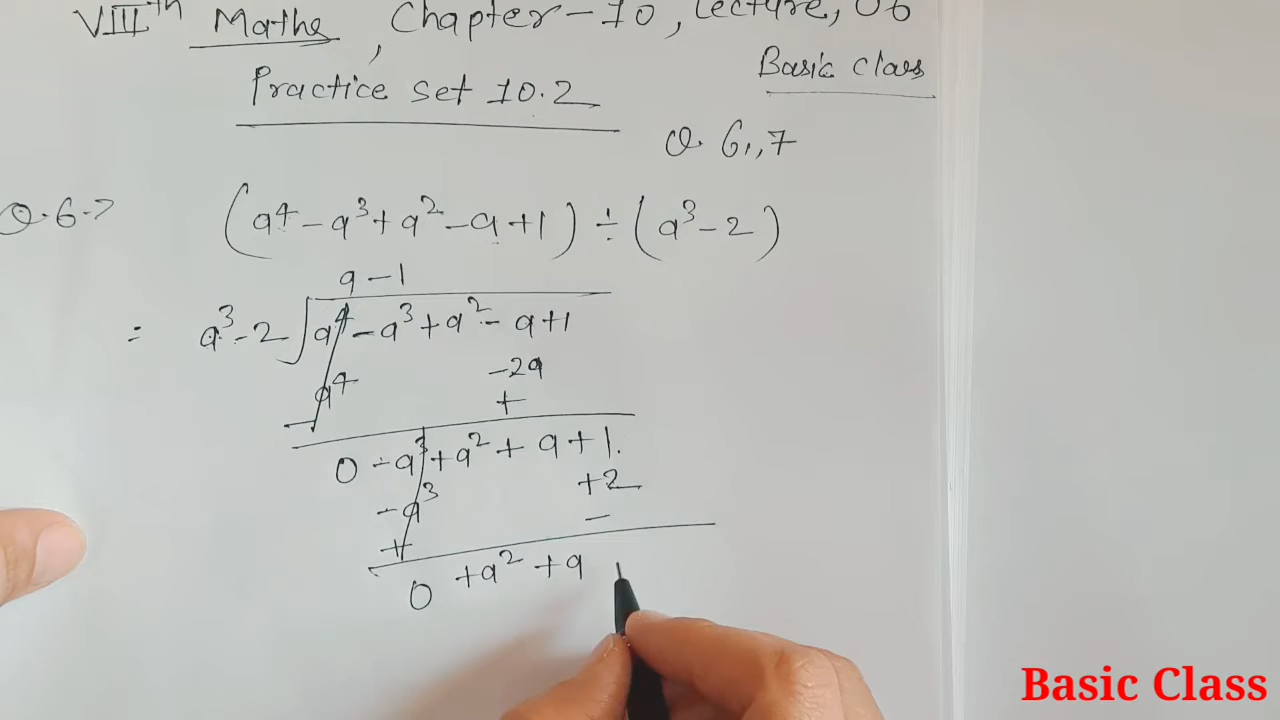 VIIIth Maths, Chapter-10, Lecture, 06
Basic class
Practice set 10.2
Q. 6,,7
Q.6.→ (a⁴ - a³ + a² - a + 1) ÷ (a³ - 2)
a - 1
= a³ - 2 √ a⁴ - a³ + a² - a + 1
a⁴ - 2a
- +
0 - a³ + a² + a + 1.
- a³ + 2
+ -
0 + a² + a
Basic Class